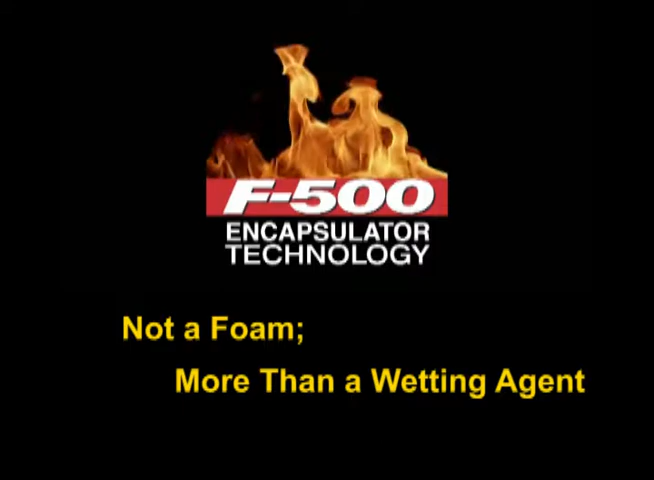 F-500
ENCAPSULATOR
TECHNOLOGY
Not a Foam;
More Than a Wetting Agent